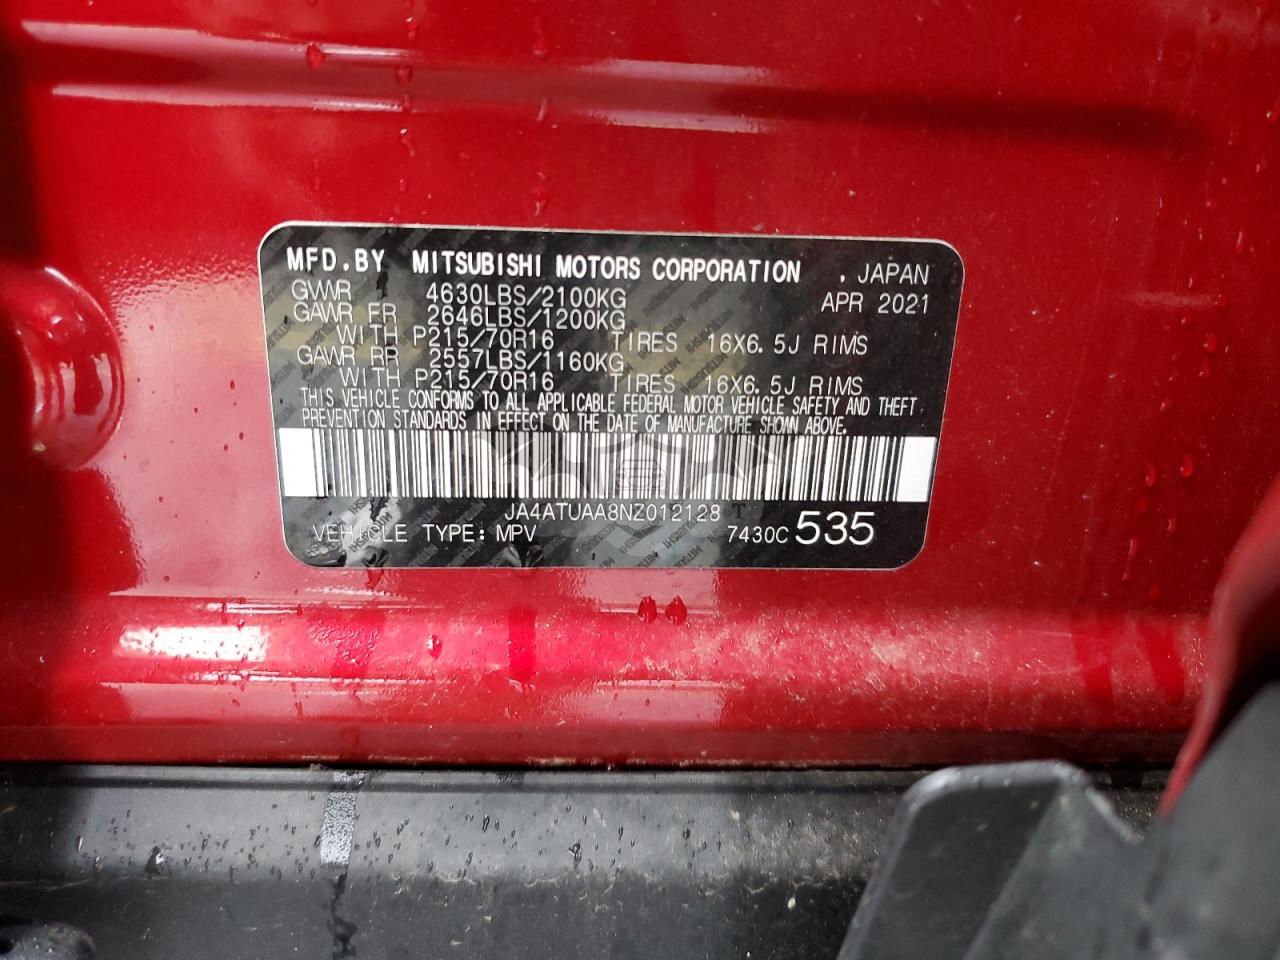 MFD.BY MITSUBISHI MOTORS CORPORATION , JAPAN
GVWR 4630LBS/2100KG APR 2021
GAWR FR 2646LBS/1200KG
WITH P215/70R16 TIRES 16X6.5J RIMS
GAWR RR 2557LBS/1160KG
WITH P215/70R16 TIRES 16X6.5J RIMS
THIS VEHICLE CONFORMS TO ALL APPLICABLE FEDERAL MOTOR VEHICLE SAFETY AND THEFT
PREVENTION STANDARDS IN EFFECT ON THE DATE OF MANUFACTURE SHOWN ABOVE.
JA4ATUAA8NZ012128 T
VEHICLE TYPE: MPV 7430C 535